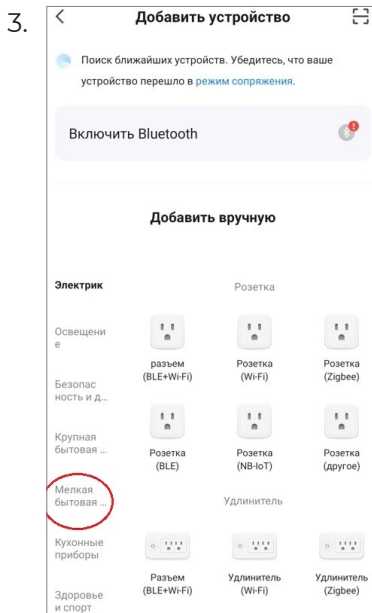 3.
Добавить устройство
Поиск ближайших устройств. Убедитесь, что ваше
устройство перешло в режим сопряжения.
Включить Bluetooth
!
Добавить вручную
Электрик
Розетка
Освещени
е
разъем
(BLE+Wi-Fi)
Розетка
(Wi-Fi)
Розетка
(Zigbee)
Безопас
ность и д...
Крупная
бытовая ...
Розетка
(BLE)
Розетка
(NB-IoT)
Розетка
(другое)
Мелкая
бытовая ...
Удлинитель
Кухонные
приборы
Разъем
(BLE+Wi-Fi)
Удлинитель
(Wi-Fi)
Удлинитель
(Zigbee)
Здоровье
и спорт